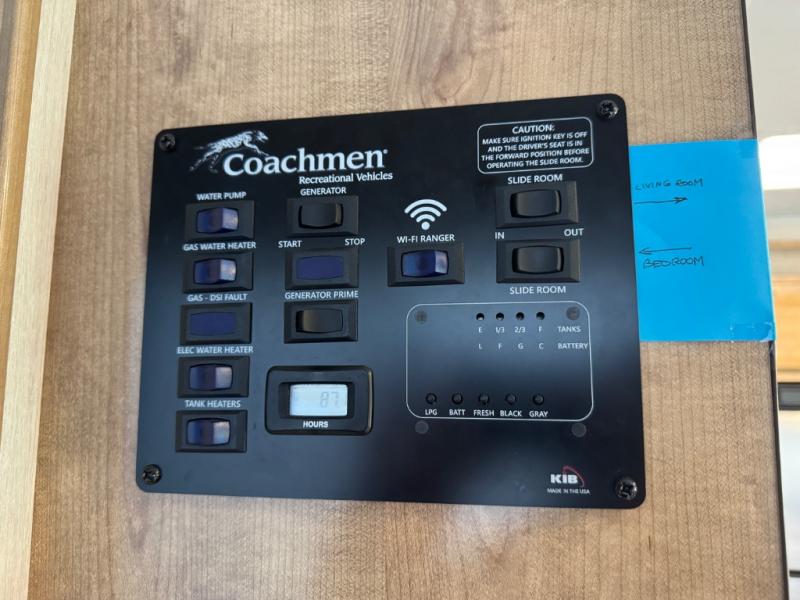 Coachmen®
Recreational Vehicles
CAUTION:
MAKE SURE IGNITION KEY IS OFF
AND THE DRIVER'S SEAT IS IN
THE FORWARD POSITION BEFORE
OPERATING THE SLIDE ROOM.
WATER PUMP
GENERATOR
START STOP
WI-FI RANGER
SLIDE ROOM
IN OUT
SLIDE ROOM
GAS WATER HEATER
GAS - DSI FAULT
GENERATOR PRIME
ELEC WATER HEATER
TANK HEATERS
87
HOURS
E 1/3 2/3 F TANKS
L F G C BATTERY
LPG BATT FRESH BLACK GRAY
KIB
MADE IN THE USA
LIVING ROOM
BEDROOM